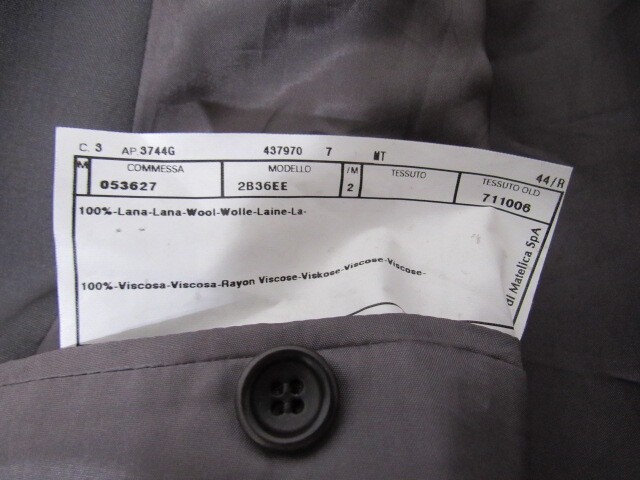 C. 3 AP. 3744G 437970 7 MT
44/R
M COMMESSA MODELLO /M TESSUTO TESSUTO OLD
053627 2B36EE 2 711006
100%-Lana-Lana-Wool-Wolle-Laine-La-
100%-Viscosa-Viscosa-Rayon Viscose-Viskose-Viscose-Viscose-
di Matelica SpA